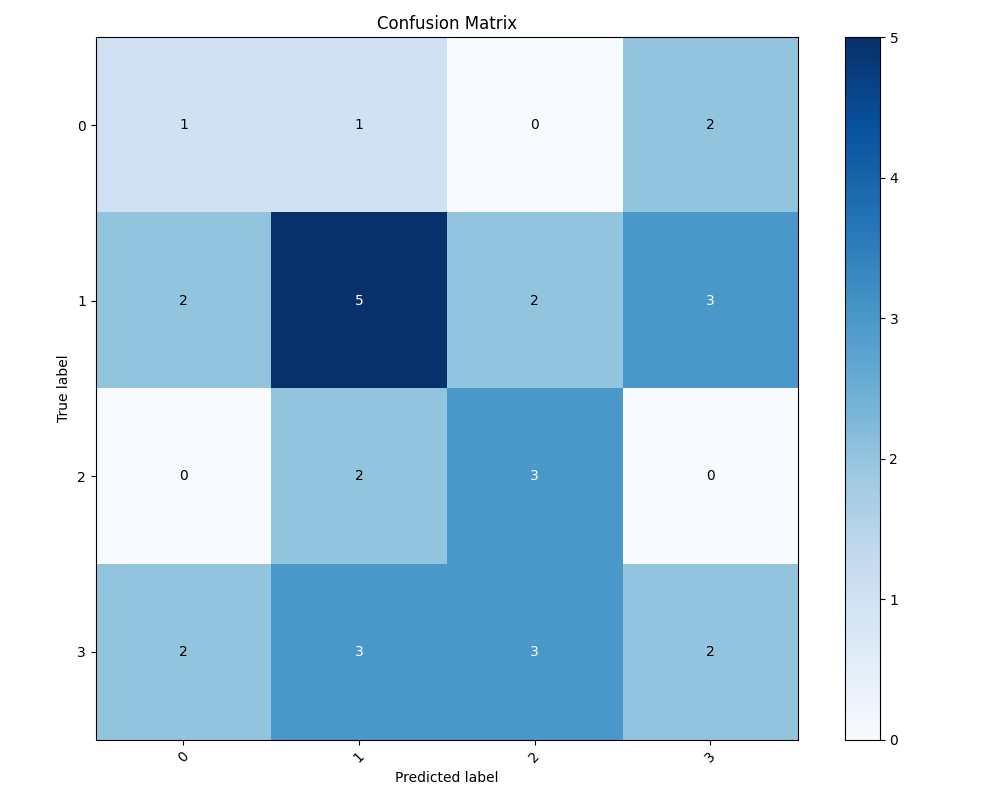 Confusion Matrix
0 1 1 0 2
1 2 5 2 3
2 0 2 3 0
3 2 3 3 2
0 1 2 3
True label
Predicted label
5
4
3
2
1
0